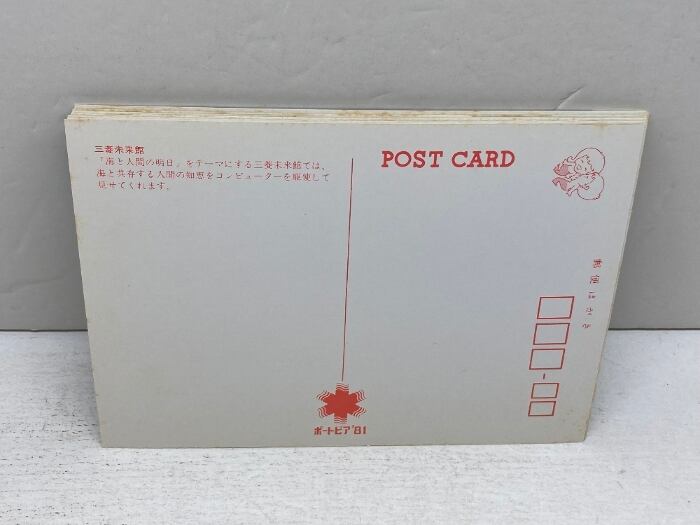 三菱未来館
「海と人間の明日」をテーマにする三菱未来館では、
海と共存する人間の知恵をコンピューターを駆使して
見せてくれます。
POST CARD
郵便はがき
ポートピア'81